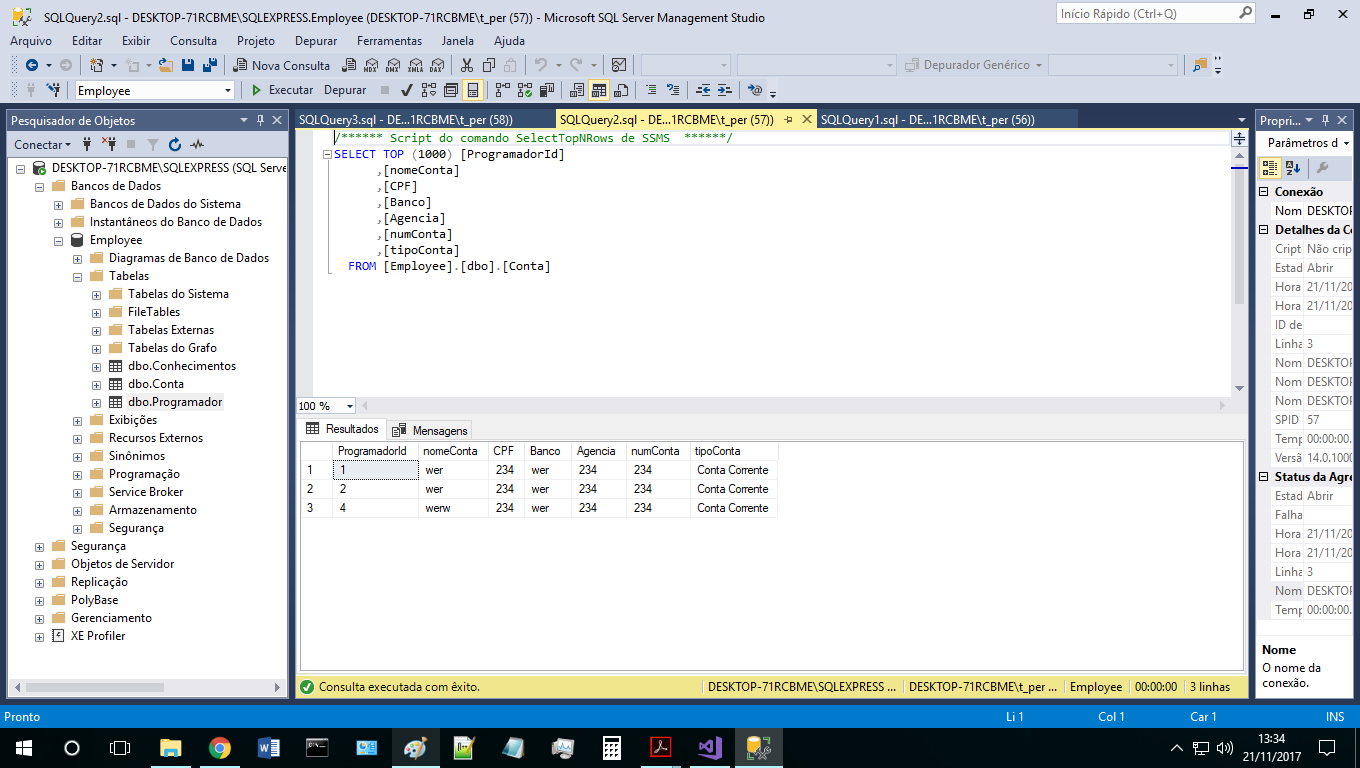 SQLQuery2.sql - DESKTOP-71RCBME\SQLEXPRESS.Employee (DESKTOP-71RCBME\t_per (57)) - Microsoft SQL Server Management Studio
Início Rápido (Ctrl+Q)
Arquivo Editar Exibir Consulta Projeto Depurar Ferramentas Janela Ajuda
Nova Consulta MDX DMX XMLA DAX Depurador Genérico
Employee Executar Depurar
Pesquisador de Objetos
Conectar
DESKTOP-71RCBME\SQLEXPRESS (SQL Serve
Bancos de Dados
Bancos de Dados do Sistema
Instantâneos do Banco de Dados
Employee
Diagramas de Banco de Dados
Tabelas
Tabelas do Sistema
FileTables
Tabelas Externas
Tabelas do Grafo
dbo.Conhecimentos
dbo.Conta
dbo.Programador
Exibições
Recursos Externos
Sinônimos
Programação
Service Broker
Armazenamento
Segurança
Segurança
Objetos de Servidor
Replicação
PolyBase
Gerenciamento
XE Profiler
SQLQuery3.sql - DE...1RCBME\t_per (58)) SQLQuery2.sql - DE...1RCBME\t_per (57)) SQLQuery1.sql - DE...1RCBME\t_per (56))
/****** Script do comando SelectTopNRows de SSMS ******/
SELECT TOP (1000) [ProgramadorId]
,[nomeConta]
,[CPF]
,[Banco]
,[Agencia]
,[numConta]
,[tipoConta]
FROM [Employee].[dbo].[Conta]
100 %
Resultados Mensagens
ProgramadorId nomeConta CPF Banco Agencia numConta tipoConta
1 1 wer 234 wer 234 234 Conta Corrente
2 2 wer 234 wer 234 234 Conta Corrente
3 4 werw 234 wer 234 234 Conta Corrente
Consulta executada com êxito. DESKTOP-71RCBME\SQLEXPRESS ... DESKTOP-71RCBME\t_per ... Employee 00:00:00 3 linhas
Propri...
Parâmetros d
Conexão
Nom DESKTOP
Detalhes da Co
Cript Não crip
Estad Abrir
Hora 21/11/20
Hora 21/11/20
ID de
Linha 3
Nom DESKTOP
Nom DESKTOP
Nom DESKTOP
SPID 57
Temp 00:00:00.
Versã 14.0.1000
Status da Agre
Estad Abrir
Falha
Hora 21/11/20
Hora 21/11/20
Linha 3
Nom DESKTOP
Temp 00:00:00.
Nome
O nome da
conexão.
Pronto Li 1 Col 1 Car 1 INS
13:34
21/11/2017